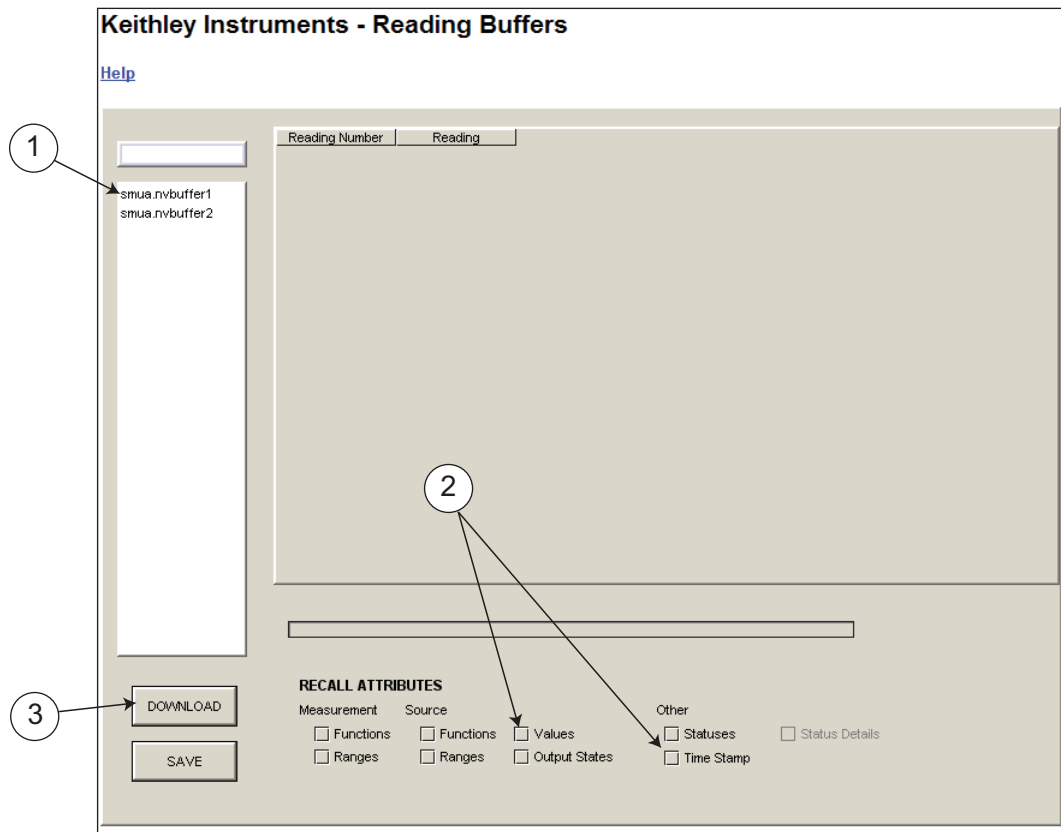 Keithley Instruments - Reading Buffers
Help
1
Reading Number Reading
smua.nvbuffer1
smua.nvbuffer2
2
3
DOWNLOAD
SAVE
RECALL ATTRIBUTES
Measurement Source Other
Functions Functions Values Statuses Status Details
Ranges Ranges Output States Time Stamp